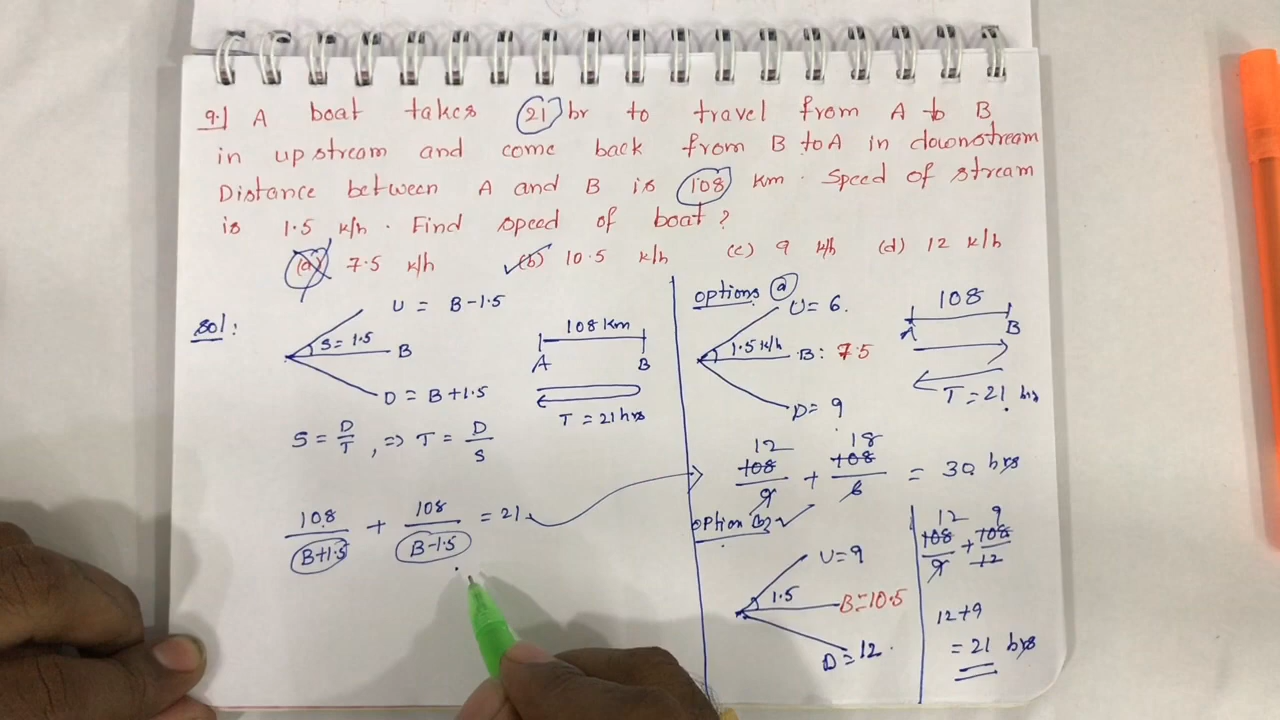 9.] A boat takes 21 hr to travel from A to B
in upstream and come back from B to A in downstream
Distance between A and B is 108 km. Speed of stream
is 1.5 k/h. Find speed of boat?
(a) 7.5 k/h (b) 10.5 k/h (c) 9 k/h (d) 12 k/h
Sol:
U = B-1.5
S=1.5
B
D = B+1.5
108 Km
A B
T = 21 hrs
S = D/T, => T = D/S
108/(B+1.5) + 108/(B-1.5) = 21
options (a)
U=6.
1.5 k/h
B: 7.5
D= 9
108
A B
T=21 hrs
12 18
108/9 + 108/6 = 30 hrs
option (b) ✓
U=9
1.5
B=10.5
D=12.
12 9
108/9 + 108/12
12+9
= 21 hrs